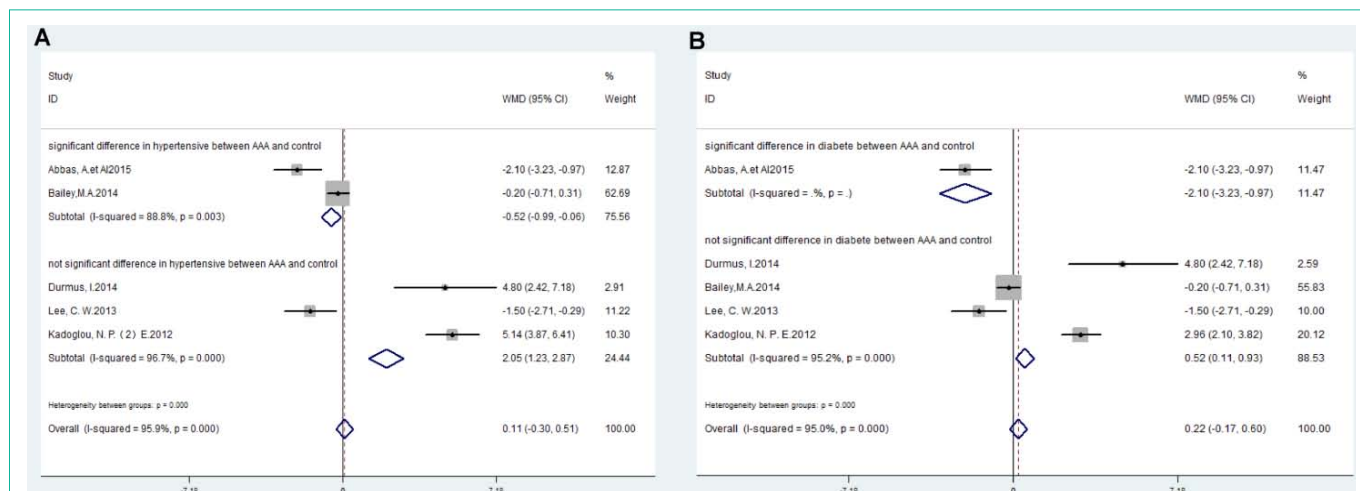 A
Study %
ID WMD (95% CI) Weight
significant difference in hypertensive between AAA and control
Abbas, A.et Al2015 -2.10 (-3.23, -0.97) 12.87
Bailey,M.A.2014 -0.20 (-0.71, 0.31) 62.69
Subtotal (I-squared = 88.8%, p = 0.003) -0.52 (-0.99, -0.06) 75.56
not significant difference in hypertensive between AAA and control
Durmus, I.2014 4.80 (2.42, 7.18) 2.91
Lee, C. W.2013 -1.50 (-2.71, -0.29) 11.22
Kadoglou, N. P. (2) E.2012 5.14 (3.87, 6.41) 10.30
Subtotal (I-squared = 96.7%, p = 0.000) 2.05 (1.23, 2.87) 24.44
Heterogeneity between groups: p = 0.000
Overall (I-squared = 95.9%, p = 0.000) 0.11 (-0.30, 0.51) 100.00
-7.18 0 7.18
B
Study %
ID WMD (95% CI) Weight
significant difference in diabete between AAA and control
Abbas, A.et Al2015 -2.10 (-3.23, -0.97) 11.47
Subtotal (I-squared = .%, p = .) -2.10 (-3.23, -0.97) 11.47
not significant difference in diabete between AAA and control
Durmus, I.2014 4.80 (2.42, 7.18) 2.59
Bailey,M.A.2014 -0.20 (-0.71, 0.31) 55.83
Lee, C. W.2013 -1.50 (-2.71, -0.29) 10.00
Kadoglou, N. P. E.2012 2.96 (2.10, 3.82) 20.12
Subtotal (I-squared = 95.2%, p = 0.000) 0.52 (0.11, 0.93) 88.53
Heterogeneity between groups: p = 0.000
Overall (I-squared = 95.0%, p = 0.000) 0.22 (-0.17, 0.60) 100.00
-7.18 0 7.18